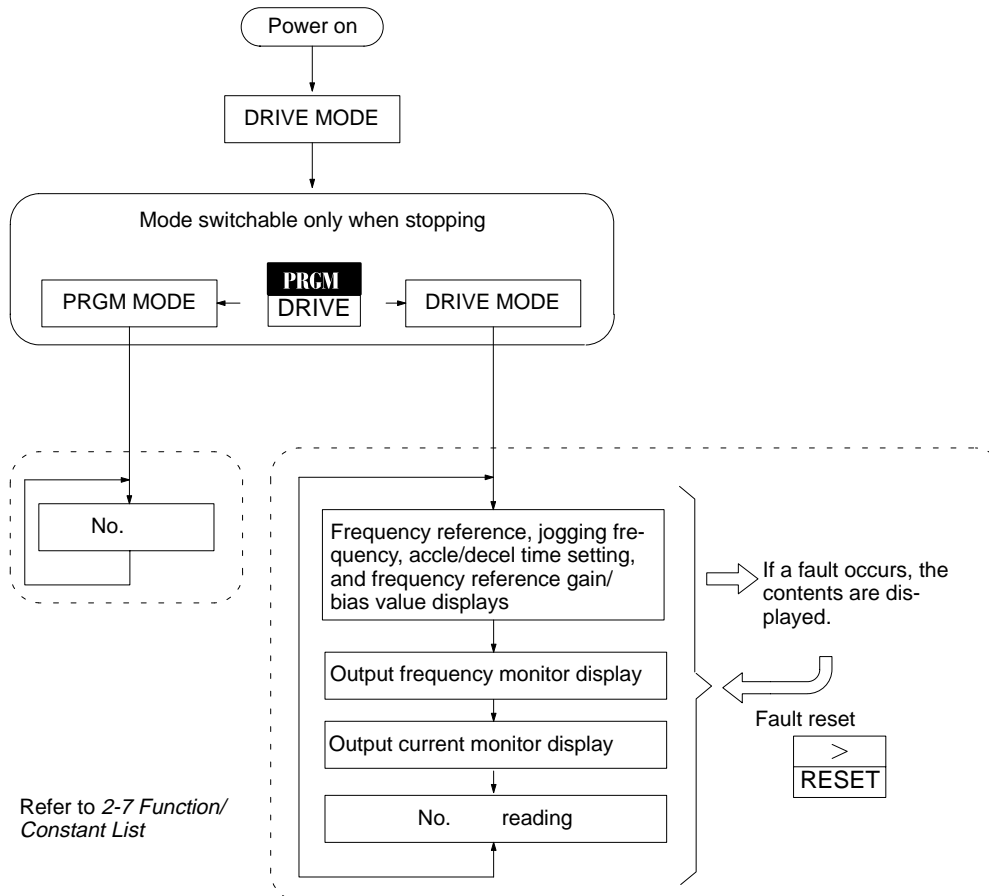 Power on
DRIVE MODE
Mode switchable only when stopping
PRGM MODE
PRGM
DRIVE
DRIVE MODE
No.
Frequency reference, jogging fre-
quency, accle/decel time setting,
and frequency reference gain/
bias value displays
If a fault occurs, the
contents are dis-
played.
Output frequency monitor display
Output current monitor display
Fault reset
>
RESET
No. reading
Refer to 2-7 Function/
Constant List